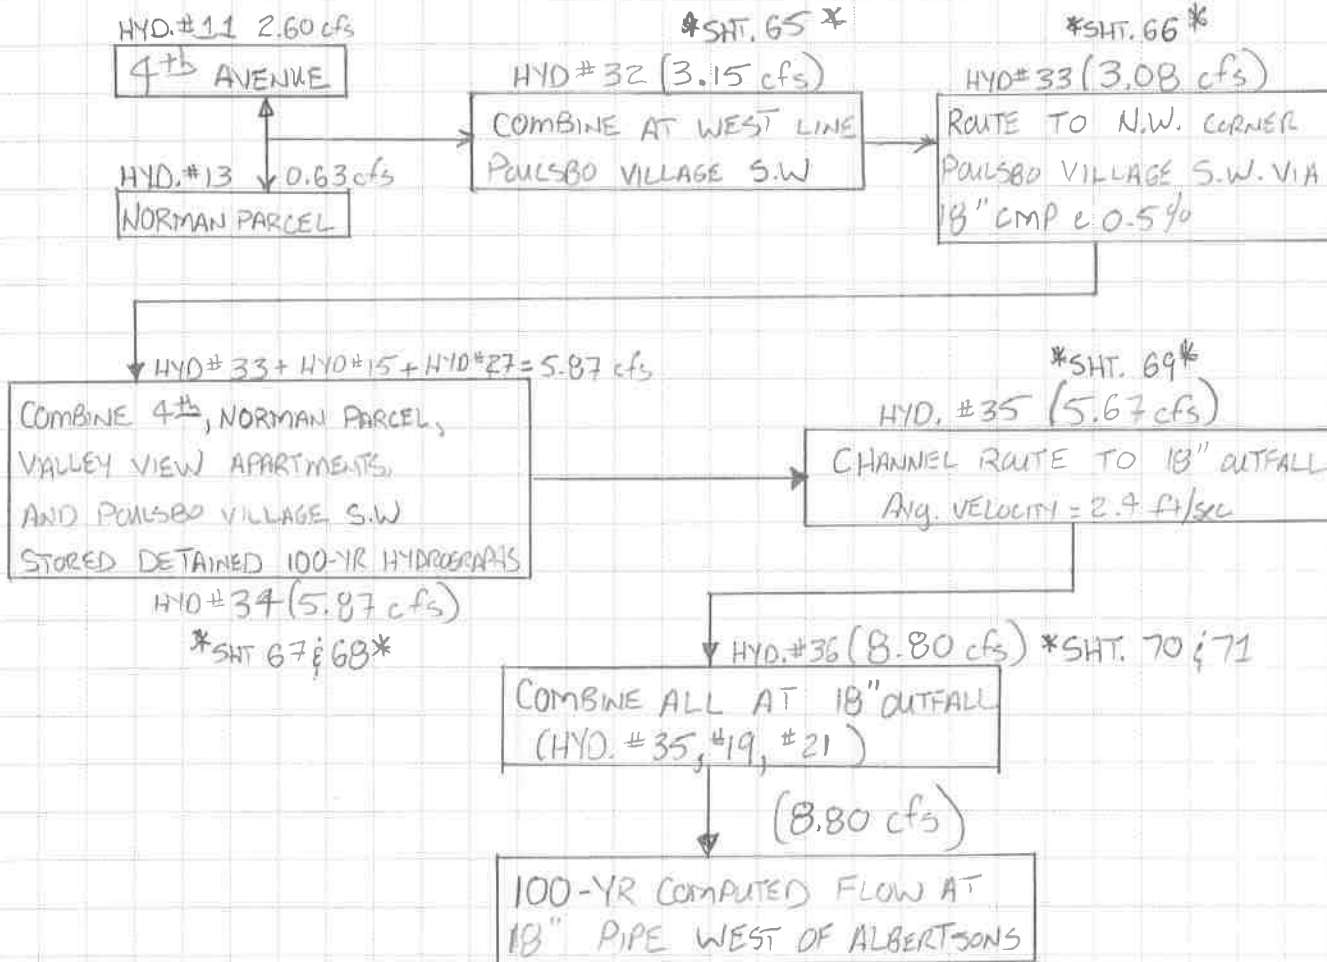 HYD.#11 2.60 cfs
4th AVENUE
HYD.#13 0.63 cfs
NORMAN PARCEL
*SHT. 65*
HYD #32 (3.15 cfs)
COMBINE AT WEST LINE
POULSBO VILLAGE S.W
*SHT. 66*
HYD#33 (3.08 cfs)
ROUTE TO N.W. CORNER
POULSBO VILLAGE S.W. VIA
18" CMP @ 0.5%
HYD#33 + HYD#15 + HYD#27 = 5.87 cfs
COMBINE 4th, NORMAN PARCEL,
VALLEY VIEW APARTMENTS,
AND POULSBO VILLAGE S.W
STORED DETAINED 100-YR HYDROGRAPHS
HYD#34 (5.87 cfs)
*SHT 67 & 68*
*SHT. 69*
HYD. #35 (5.67 cfs)
CHANNEL ROUTE TO 18" OUTFALL
Avg. VELOCITY = 2.4 ft/sec
HYD.#36 (8.80 cfs) *SHT. 70 & 71
COMBINE ALL AT 18" OUTFALL
(HYD. #35, #19, #21)
(8.80 cfs)
100-YR COMPUTED FLOW AT
18" PIPE WEST OF ALBERTSONS